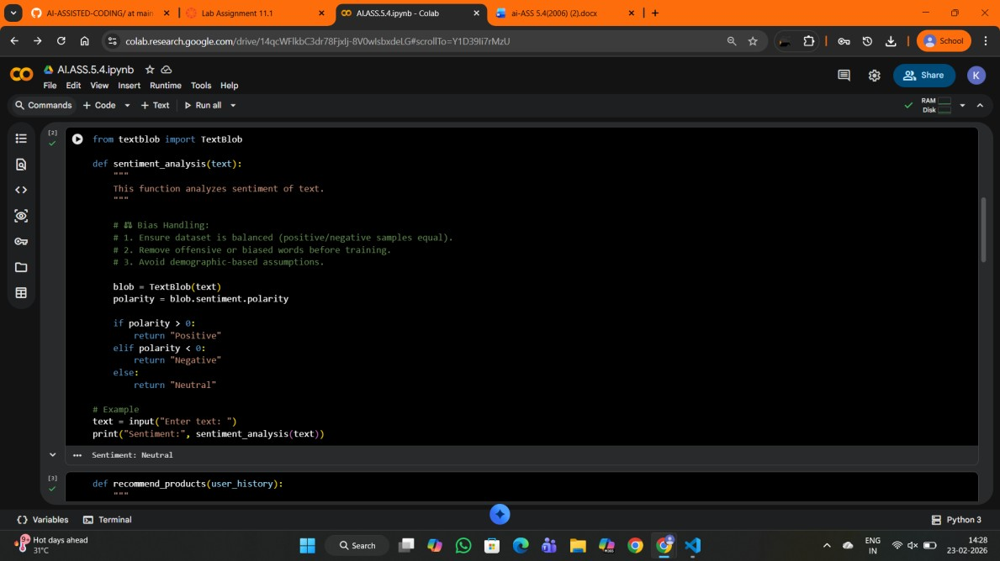 AI-ASSISTED-CODING/ at main
Lab Assignment 11.1
AI.ASS.5.4.ipynb - Colab
ai-ASS 5.4(2006) (2).docx
colab.research.google.com/drive/14qcWFlkbC3dr78Fjxlj-8V0wlsbxdeLG#scrollTo=Y1D39Ii7rMzU
School
AI.ASS.5.4.ipynb
File Edit View Insert Runtime Tools Help
Share
K
Commands + Code + Text Run all
RAM
Disk
[2]
from textblob import TextBlob
def sentiment_analysis(text):
"""
This function analyzes sentiment of text.
"""
# ⚖️ Bias Handling:
# 1. Ensure dataset is balanced (positive/negative samples equal).
# 2. Remove offensive or biased words before training.
# 3. Avoid demographic-based assumptions.
blob = TextBlob(text)
polarity = blob.sentiment.polarity
if polarity > 0:
return "Positive"
elif polarity < 0:
return "Negative"
else:
return "Neutral"
# Example
text = input("Enter text: ")
print("Sentiment:", sentiment_analysis(text))
••• Sentiment: Neutral
[3]
def recommend_products(user_history):
"""
Variables Terminal
Python 3
9+
Hot days ahead
31°C
Search
M365
ENG
IN
14:28
23-02-2026